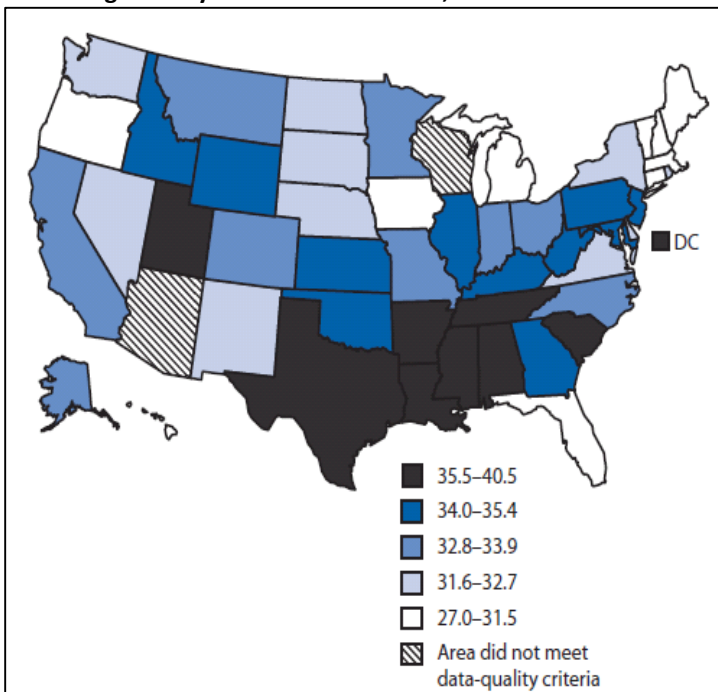 DC
35.5–40.5
34.0–35.4
32.8–33.9
31.6–32.7
27.0–31.5
Area did not meet
data-quality criteria